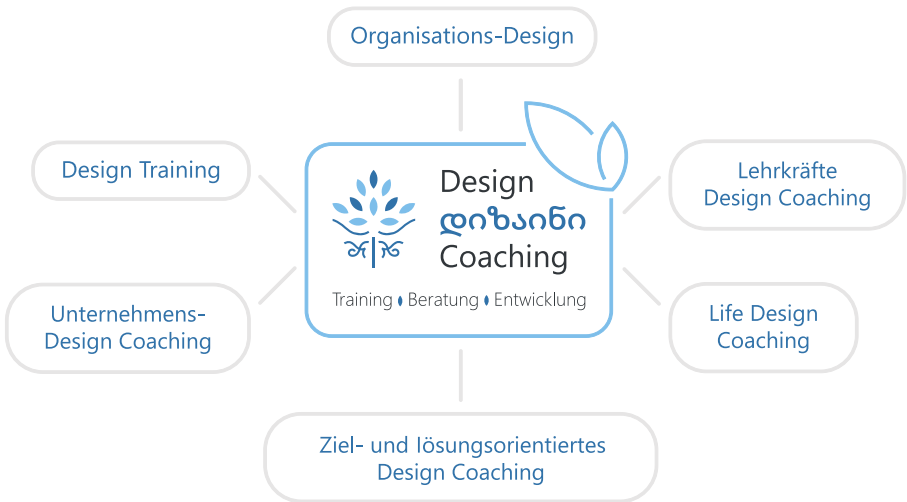 Organisations-Design
Design Training
Lehrkräfte
Design Coaching
Design
დიზაინი
Coaching
Training • Beratung • Entwicklung
Unternehmens-
Design Coaching
Life Design
Coaching
Ziel- und lösungsorientiertes
Design Coaching